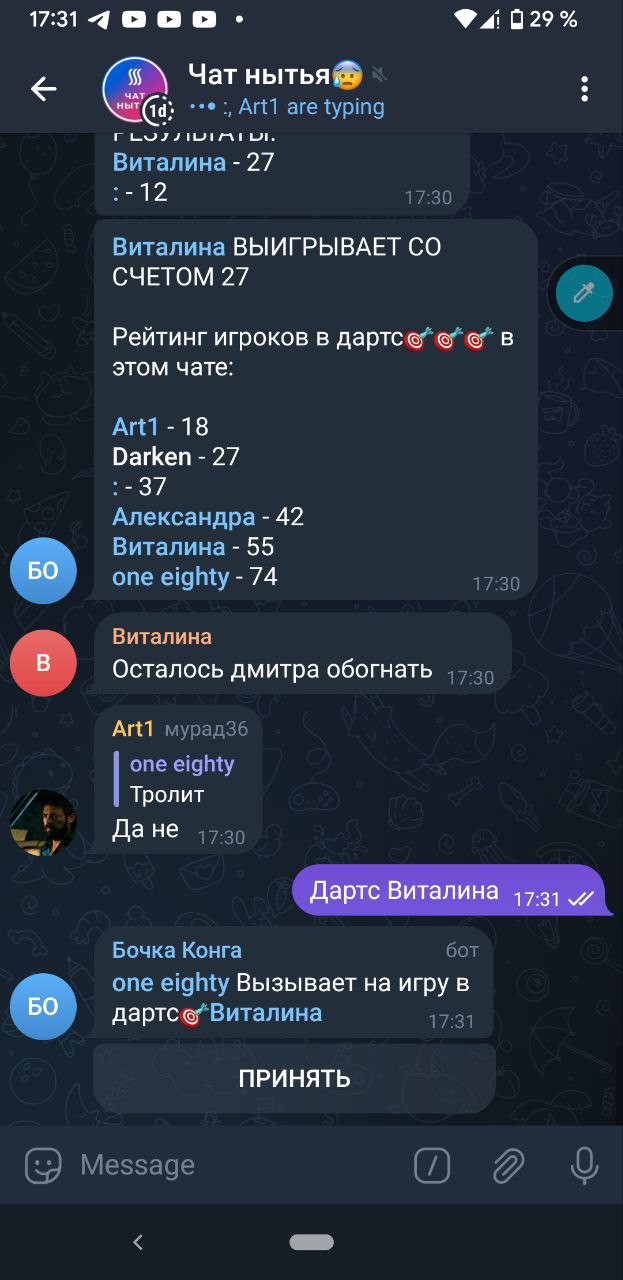 17:31
29 %
ЧАТ
НЫТ
1d
Чат нытья😰
••• :, Art1 are typing
РЕЗУЛЬТАТЫ:
Виталина - 27
: - 12
17:30
Виталина ВЫИГРЫВАЕТ СО
СЧЕТОМ 27
Рейтинг игроков в дартс🎯🎯🎯 в
этом чате:
Art1 - 18
Darken - 27
: - 37
Александра - 42
Виталина - 55
one eighty - 74
17:30
БО
Виталина
Осталось дмитра обогнать
17:30
В
Art1 мурад36
one eighty
Тролит
Да не
17:30
Дартс Виталина
17:31
Бочка Конга
бот
one eighty Вызывает на игру в
дартс🎯Виталина
17:31
БО
ПРИНЯТЬ
Message